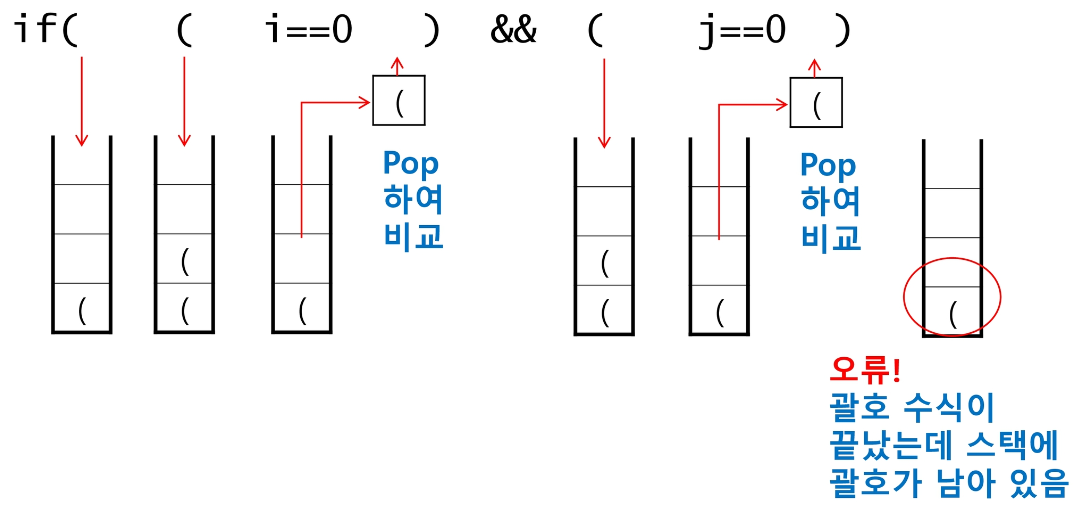 if( ( i==0 ) && ( j==0 )
( (
Pop
하여
비교
Pop
하여
비교
( (
( ( ( ( ( (
오류!
괄호 수식이
끝났는데 스택에
괄호가 남아 있음